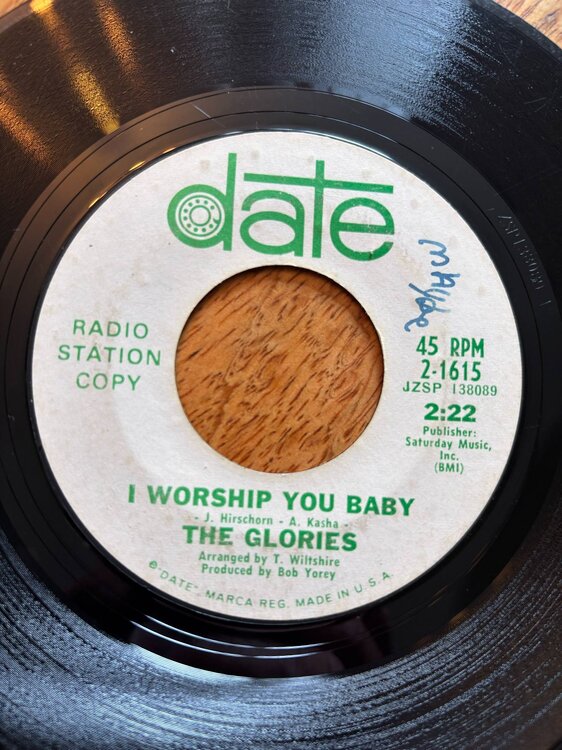 date
RADIO
STATION
COPY
45 RPM
2-1615
JZSP 138089
2:22
Publisher:
Saturday Music,
Inc.
(BMI)
I WORSHIP YOU BABY
- J. Hirschorn - A. Kasha -
THE GLORIES
Arranged by T. Wiltshire
Produced by Bob Yorey
®"DATE", MARCA REG. MADE IN U.S.A.